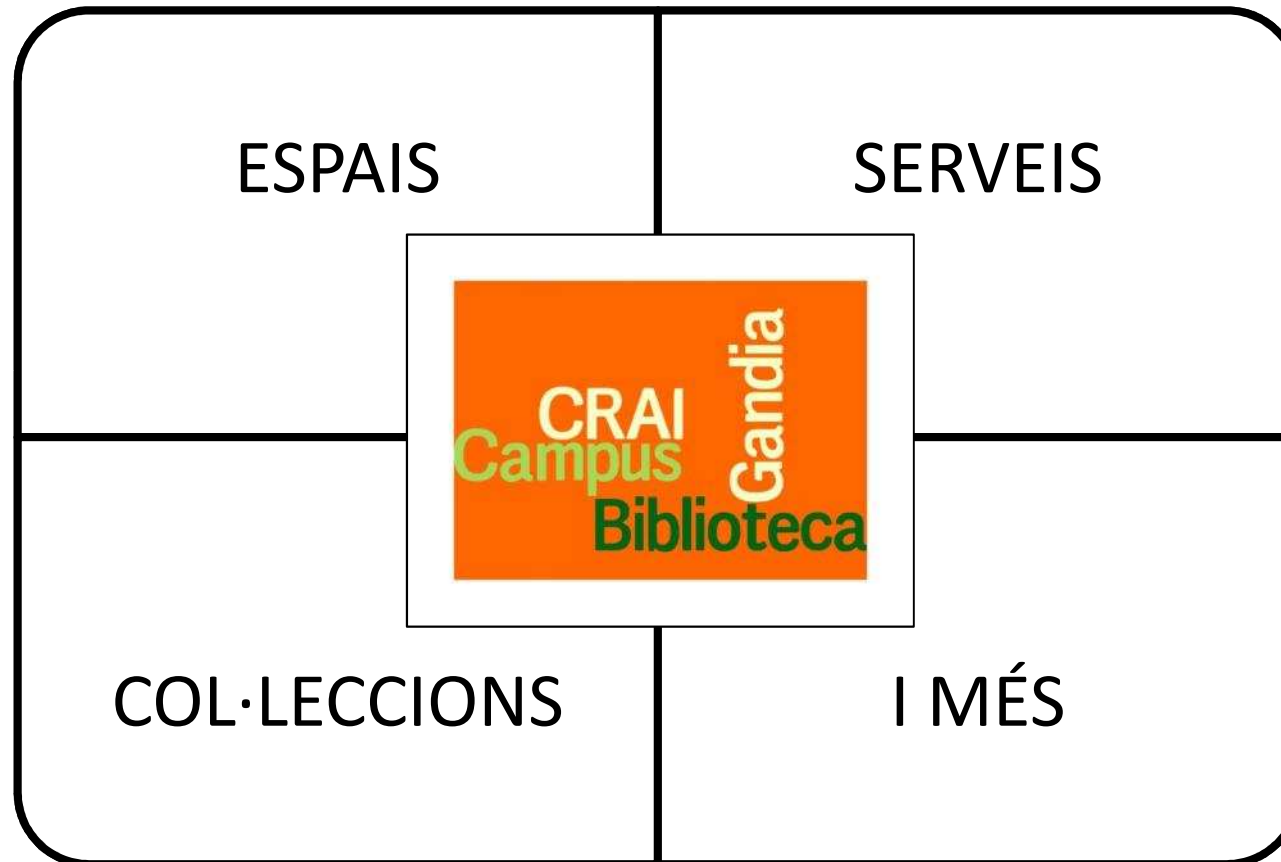 ESPAIS
SERVEIS
CRAI
Gandia
Campus
Biblioteca
COL·LECCIONS
I MÉS